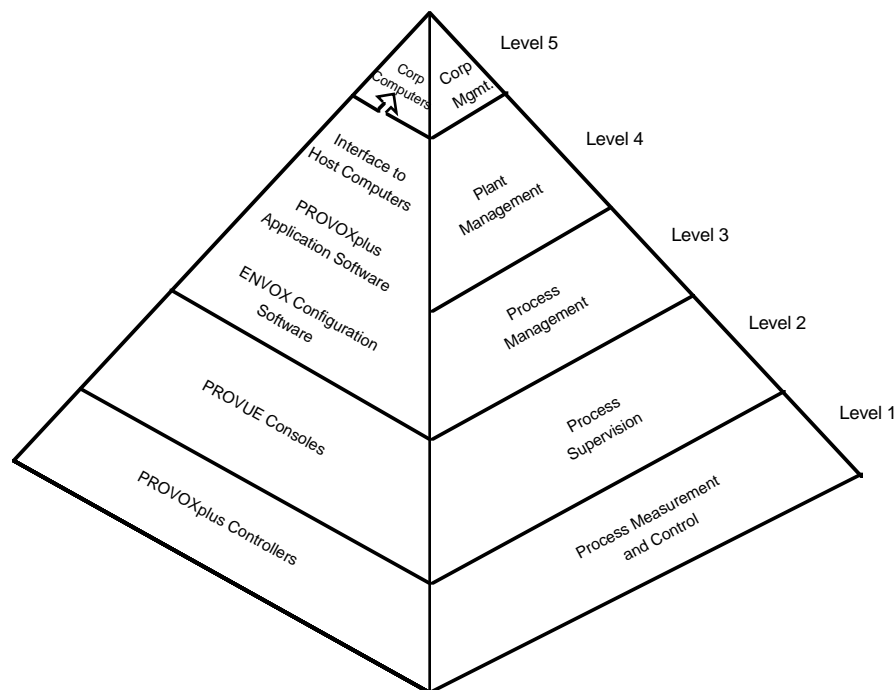 Level 5
Corp
Computers
Corp
Mgmt.
Level 4
Interface to
Host Computers
Plant
Management
PROVOXplus
Application Software
Level 3
ENVOX Configuration
Software
Process
Management
Level 2
PROVUE Consoles
Process
Supervision
Level 1
PROVOXplus Controllers
Process Measurement
and Control